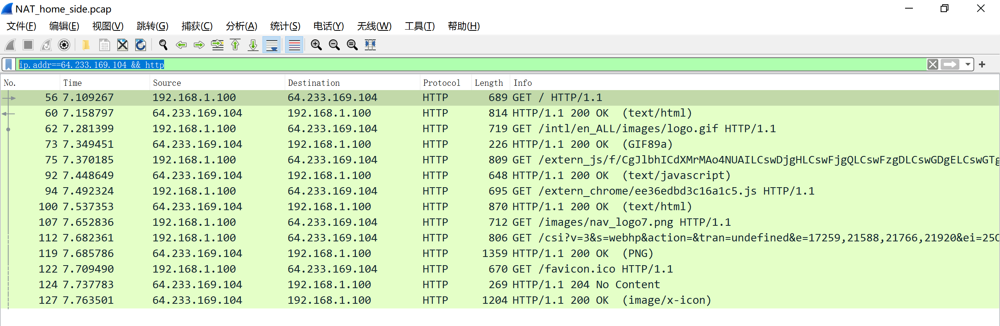 NAT_home_side.pcap
文件(F) 编辑(E) 视图(V) 跳转(G) 捕获(C) 分析(A) 统计(S) 电话(Y) 无线(W) 工具(T) 帮助(H)
ip.addr==64.233.169.104 && http
No. Time Source Destination Protocol Length Info
56 7.109267 192.168.1.100 64.233.169.104 HTTP 689 GET / HTTP/1.1
60 7.158797 64.233.169.104 192.168.1.100 HTTP 814 HTTP/1.1 200 OK (text/html)
62 7.281399 192.168.1.100 64.233.169.104 HTTP 719 GET /intl/en_ALL/images/logo.gif HTTP/1.1
73 7.349451 64.233.169.104 192.168.1.100 HTTP 226 HTTP/1.1 200 OK (GIF89a)
75 7.370185 192.168.1.100 64.233.169.104 HTTP 809 GET /extern_js/f/CgJlbhICdXMrMAo4NUAILCswDjgHLCswFjgQLCswFzgDLCswGDgELCswGTg
92 7.448649 64.233.169.104 192.168.1.100 HTTP 648 HTTP/1.1 200 OK (text/javascript)
94 7.492324 192.168.1.100 64.233.169.104 HTTP 695 GET /extern_chrome/ee36edbd3c16a1c5.js HTTP/1.1
100 7.537353 64.233.169.104 192.168.1.100 HTTP 870 HTTP/1.1 200 OK (text/html)
107 7.652836 192.168.1.100 64.233.169.104 HTTP 712 GET /images/nav_logo7.png HTTP/1.1
112 7.682361 192.168.1.100 64.233.169.104 HTTP 806 GET /csi?v=3&s=webhp&action=&tran=undefined&e=17259,21588,21766,21920&ei=25C
119 7.685786 64.233.169.104 192.168.1.100 HTTP 1359 HTTP/1.1 200 OK (PNG)
122 7.709490 192.168.1.100 64.233.169.104 HTTP 670 GET /favicon.ico HTTP/1.1
124 7.737783 64.233.169.104 192.168.1.100 HTTP 269 HTTP/1.1 204 No Content
127 7.763501 64.233.169.104 192.168.1.100 HTTP 1204 HTTP/1.1 200 OK (image/x-icon)